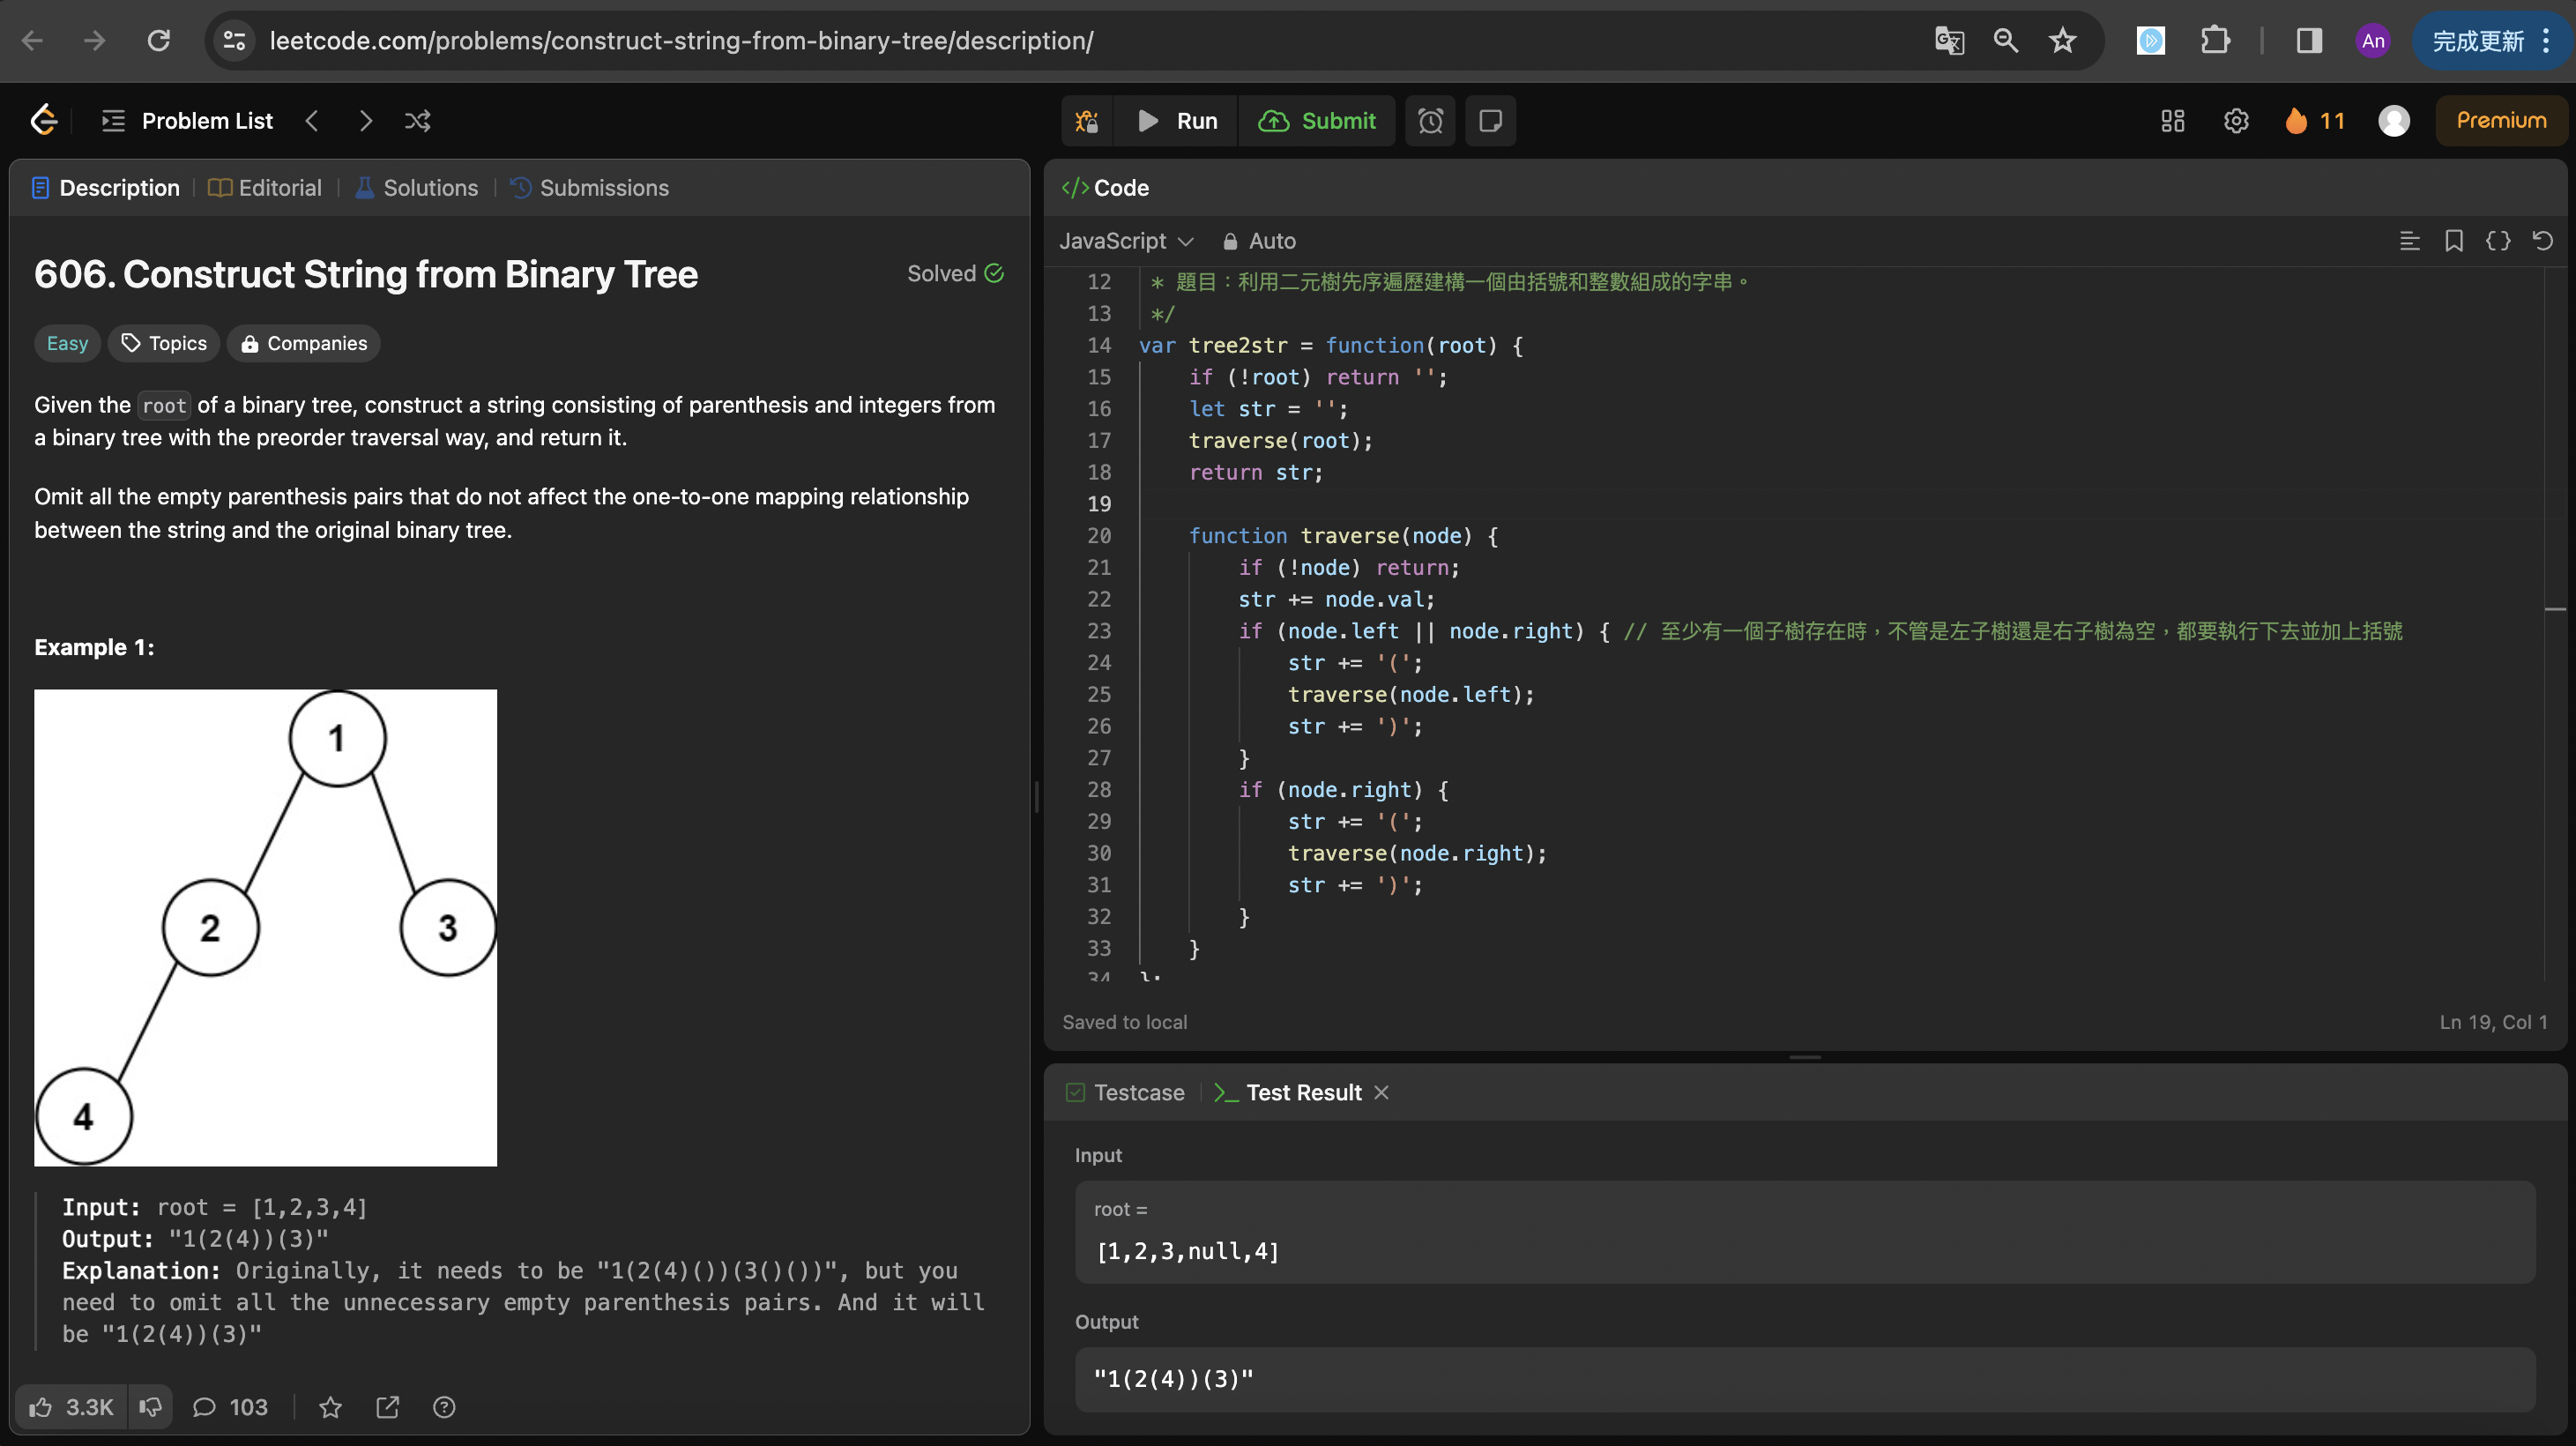 leetcode.com/problems/construct-string-from-binary-tree/description/
An
完成更新
Problem List
Run
Submit
11
Premium
Description
Editorial
Solutions
Submissions
606. Construct String from Binary Tree
Solved
Easy
Topics
Companies
Given the root of a binary tree, construct a string consisting of parenthesis and integers from
a binary tree with the preorder traversal way, and return it.
Omit all the empty parenthesis pairs that do not affect the one-to-one mapping relationship
between the string and the original binary tree.
Example 1:
1
2
3
4
Input: root = [1,2,3,4]
Output: "1(2(4))(3)"
Explanation: Originally, it needs to be "1(2(4)())(3()())", but you
need to omit all the unnecessary empty parenthesis pairs. And it will
be "1(2(4))(3)"
3.3K
103
</> Code
JavaScript
Auto
12 * 題目：利用二元樹先序遍歷建構一個由括號和整數組成的字串。
13 */
14 var tree2str = function(root) {
15 if (!root) return '';
16 let str = '';
17 traverse(root);
18 return str;
19
20 function traverse(node) {
21 if (!node) return;
22 str += node.val;
23 if (node.left || node.right) { // 至少有一個子樹存在時，不管是左子樹還是右子樹為空，都要執行下去並加上括號
24 str += '(';
25 traverse(node.left);
26 str += ')';
27 }
28 if (node.right) {
29 str += '(';
30 traverse(node.right);
31 str += ')';
32 }
33 }
34 };
Saved to local
Ln 19, Col 1
Testcase
Test Result
Input
root =
[1,2,3,null,4]
Output
"1(2(4))(3)"